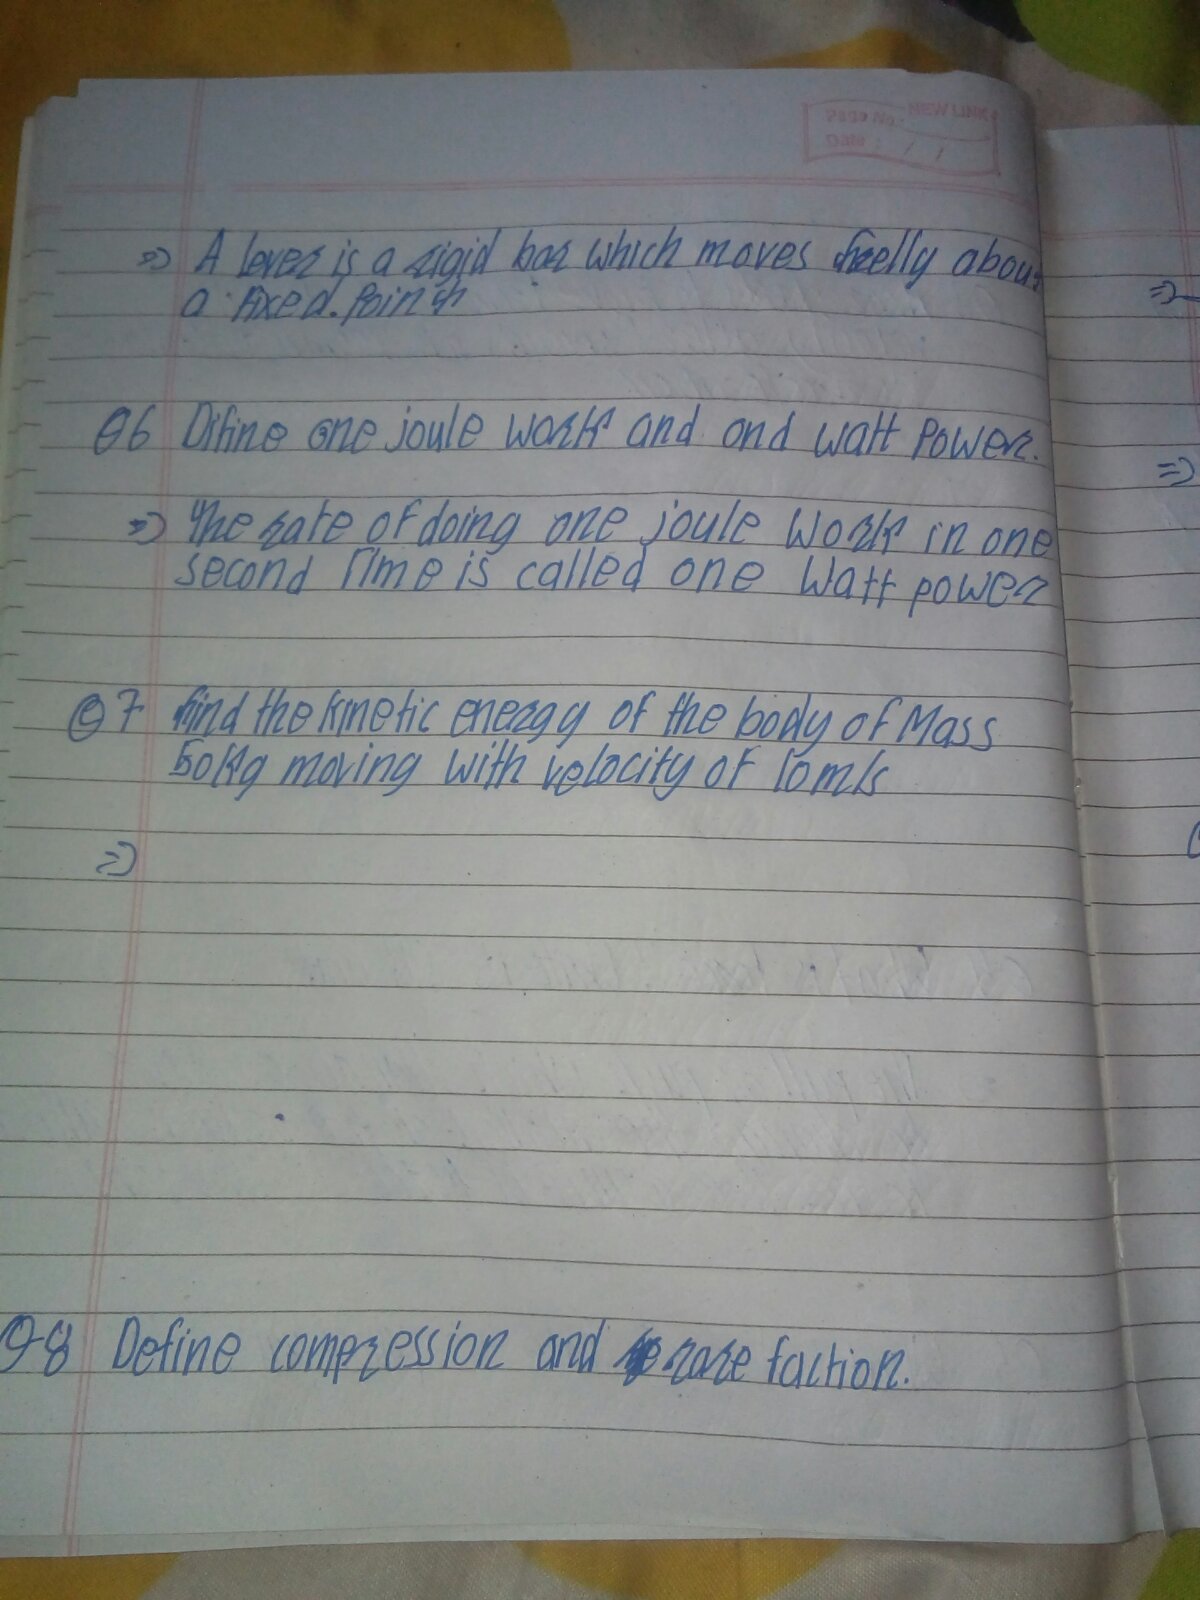 NEW LINK
Page No.
Date : / /
=> A lever is a rigid bar which moves freelly about
a fixed. Point
Q6 Difine one joule work and ond watt Power.
=> The rate of doing one joule work in one
second Time is called one Watt power
Q7 find the kinetic energy of the body of Mass
50kg moving with velocity of 10m/s
=>
Q-8 Define compression and rare faction.